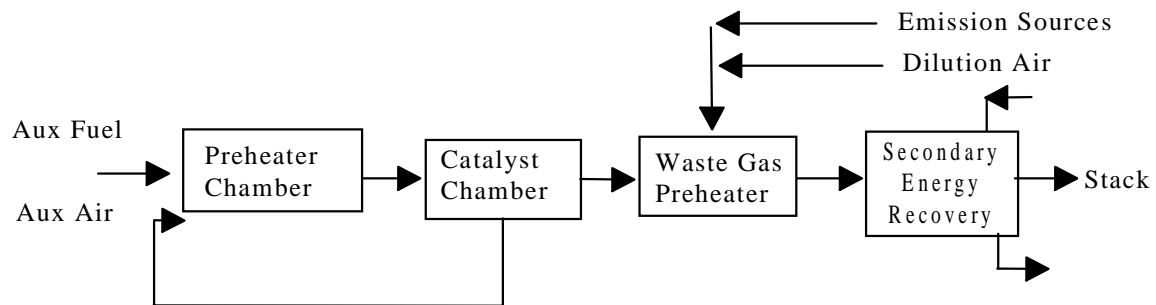 Emission Sources
Dilution Air
Aux Fuel
Aux Air
Preheater
Chamber
Catalyst
Chamber
Waste Gas
Preheater
Secondary
Energy
Recovery
Stack